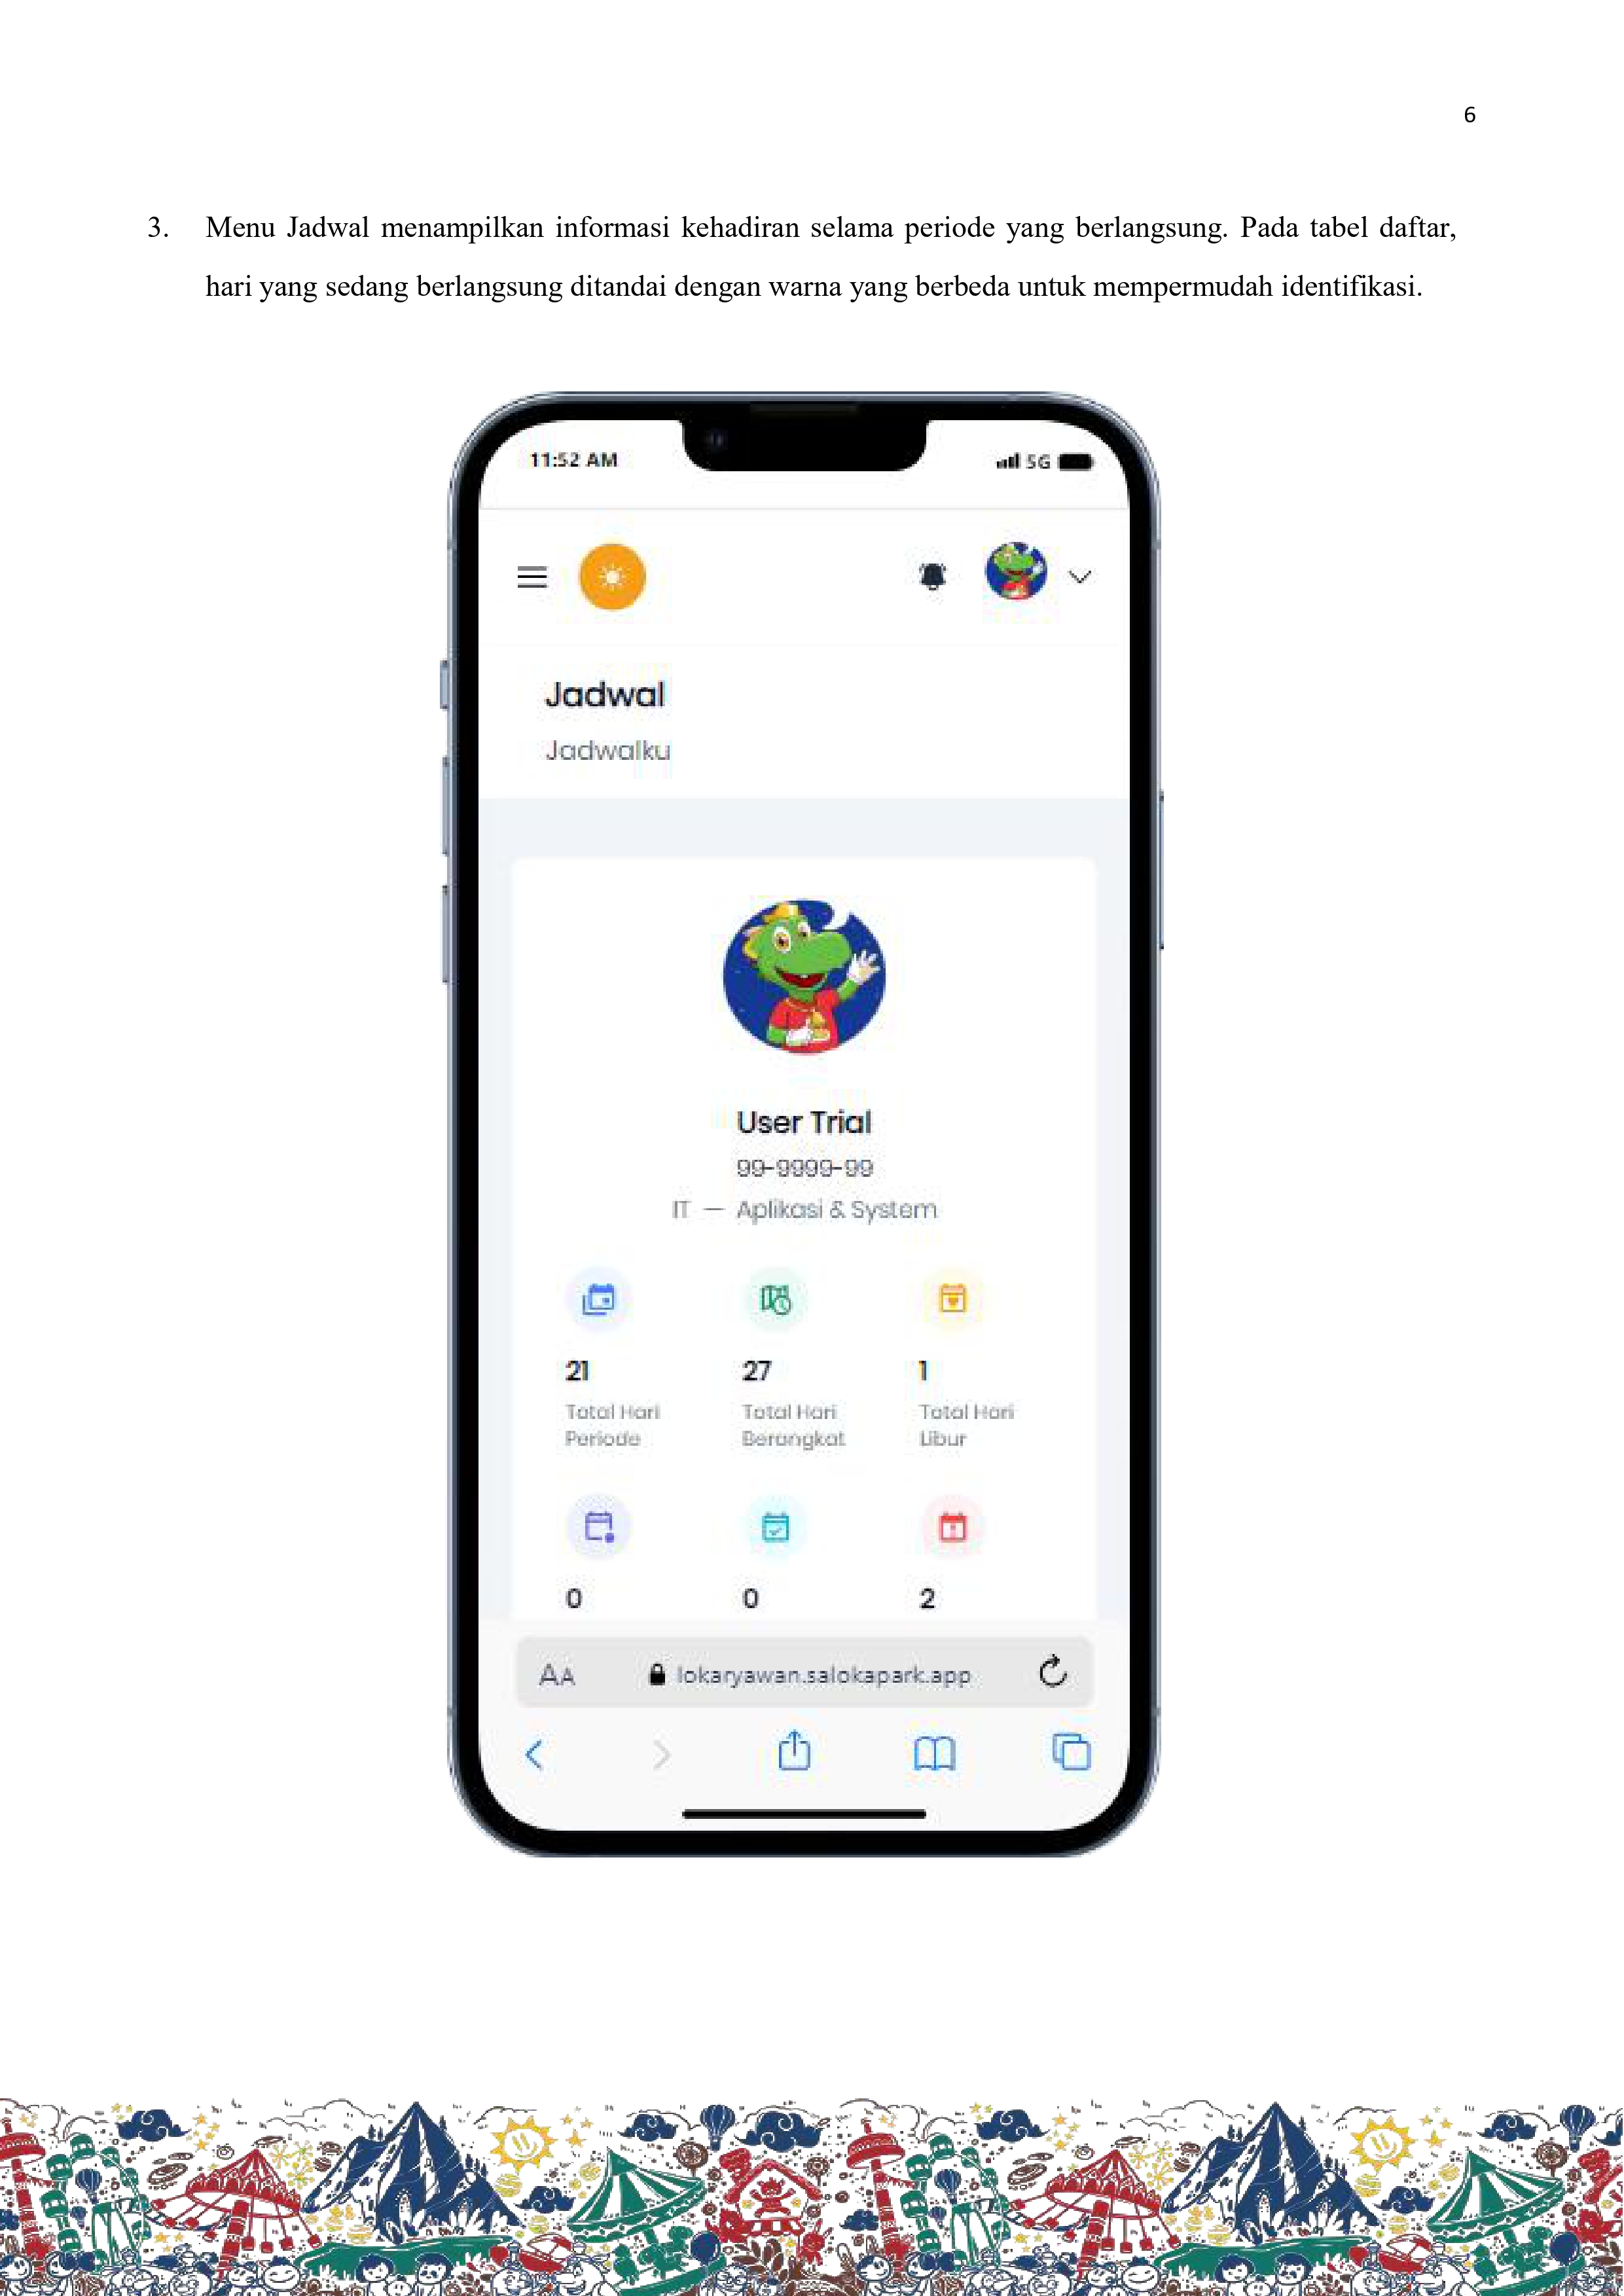 6
3. Menu Jadwal menampilkan informasi kehadiran selama periode yang berlangsung. Pada tabel daftar,
hari yang sedang berlangsung ditandai dengan warna yang berbeda untuk mempermudah identifikasi.
11:52 AM
5G
Jadwal
Jadwalku
User Trial
99-9999-99
IT — Aplikasi & System
21
27
1
Total Hari
Periode
Total Hari
Berangkat
Total Hari
Libur
0
0
2
AA
lokaryawan.salokapark.app